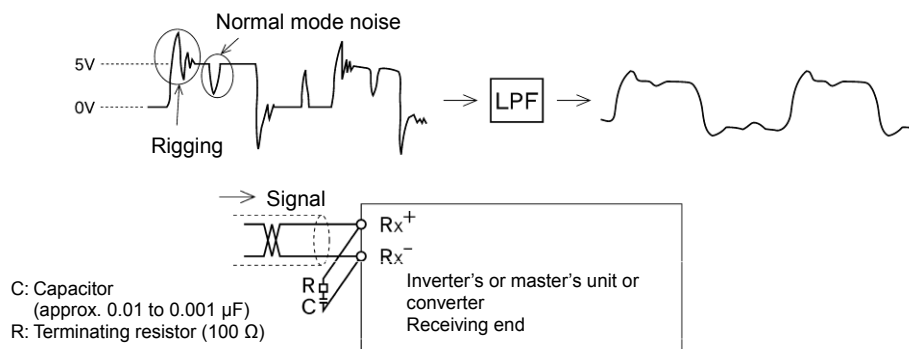 Normal mode noise
5V
0V
LPF
Rigging
Signal
Rx+
Rx-
R
C
C: Capacitor
(approx. 0.01 to 0.001 µF)
R: Terminating resistor (100 Ω)
Inverter's or master's unit or
converter
Receiving end